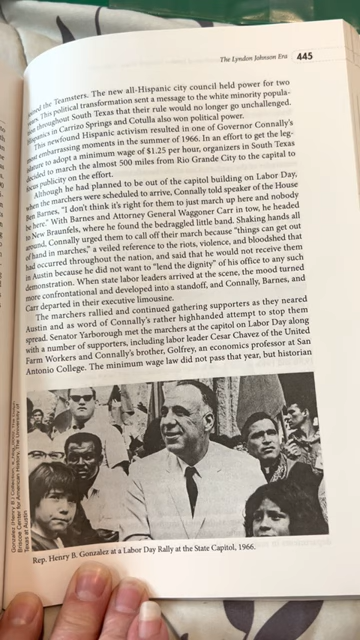 The Lyndon Johnson Era 445
the Teamsters. The new all-Hispanic city council held power for two
This political transformation sent a message to the white minority popula-
throughout South Texas that their rule would no longer go unchallenged.
Hispanics in Carrizo Springs and Cotulla also won political power.
This newfound Hispanic activism resulted in one of Governor Connally's
most embarrassing moments in the summer of 1966. In an effort to get the leg-
islature to adopt a minimum wage of $1.25 per hour, organizers in South Texas
decided to march the almost 500 miles from Rio Grande City to the capital to
focus publicity on the effort.
Although he had planned to be out of the capitol building on Labor Day,
when the marchers were scheduled to arrive, Connally told speaker of the House
Ben Barnes, "I don't think it's right for them to just march up here and nobody
be here." With Barnes and Attorney General Waggoner Carr in tow, he headed
to New Braunfels, where he found the bedraggled little band. Shaking hands all
around, Connally urged them to call off their march because "things can get out
of hand in marches," a veiled reference to the riots, violence, and bloodshed that
had occurred throughout the nation, and said that he would not receive them
in Austin because he did not want to "lend the dignity" of his office to any such
demonstration. When state labor leaders arrived at the scene, the mood turned
more confrontational and developed into a standoff, and Connally, Barnes, and
Carr departed in their executive limousine.
The marchers rallied and continued gathering supporters as they neared
Austin and as word of Connally's rather highhanded attempt to stop them
spread. Senator Yarborough met the marchers at the capitol on Labor Day along
with a number of supporters, including labor leader Cesar Chavez of the United
Farm Workers and Connally's brother, Golfrey, an economics professor at San
Antonio College. The minimum wage law did not pass that year, but historian
Gonzalez (Henry B.) Collection,
Briscoe Center for American History, The University of
Texas at Austin
Rep. Henry B. Gonzalez at a Labor Day Rally at the State Capitol, 1966.